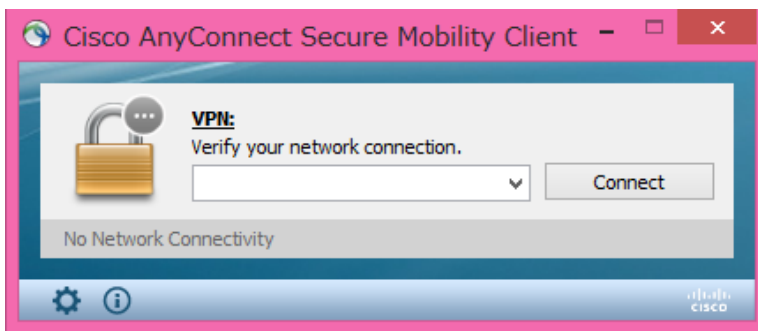 Cisco AnyConnect Secure Mobility Client
VPN:
Verify your network connection.
Connect
No Network Connectivity
CISCO